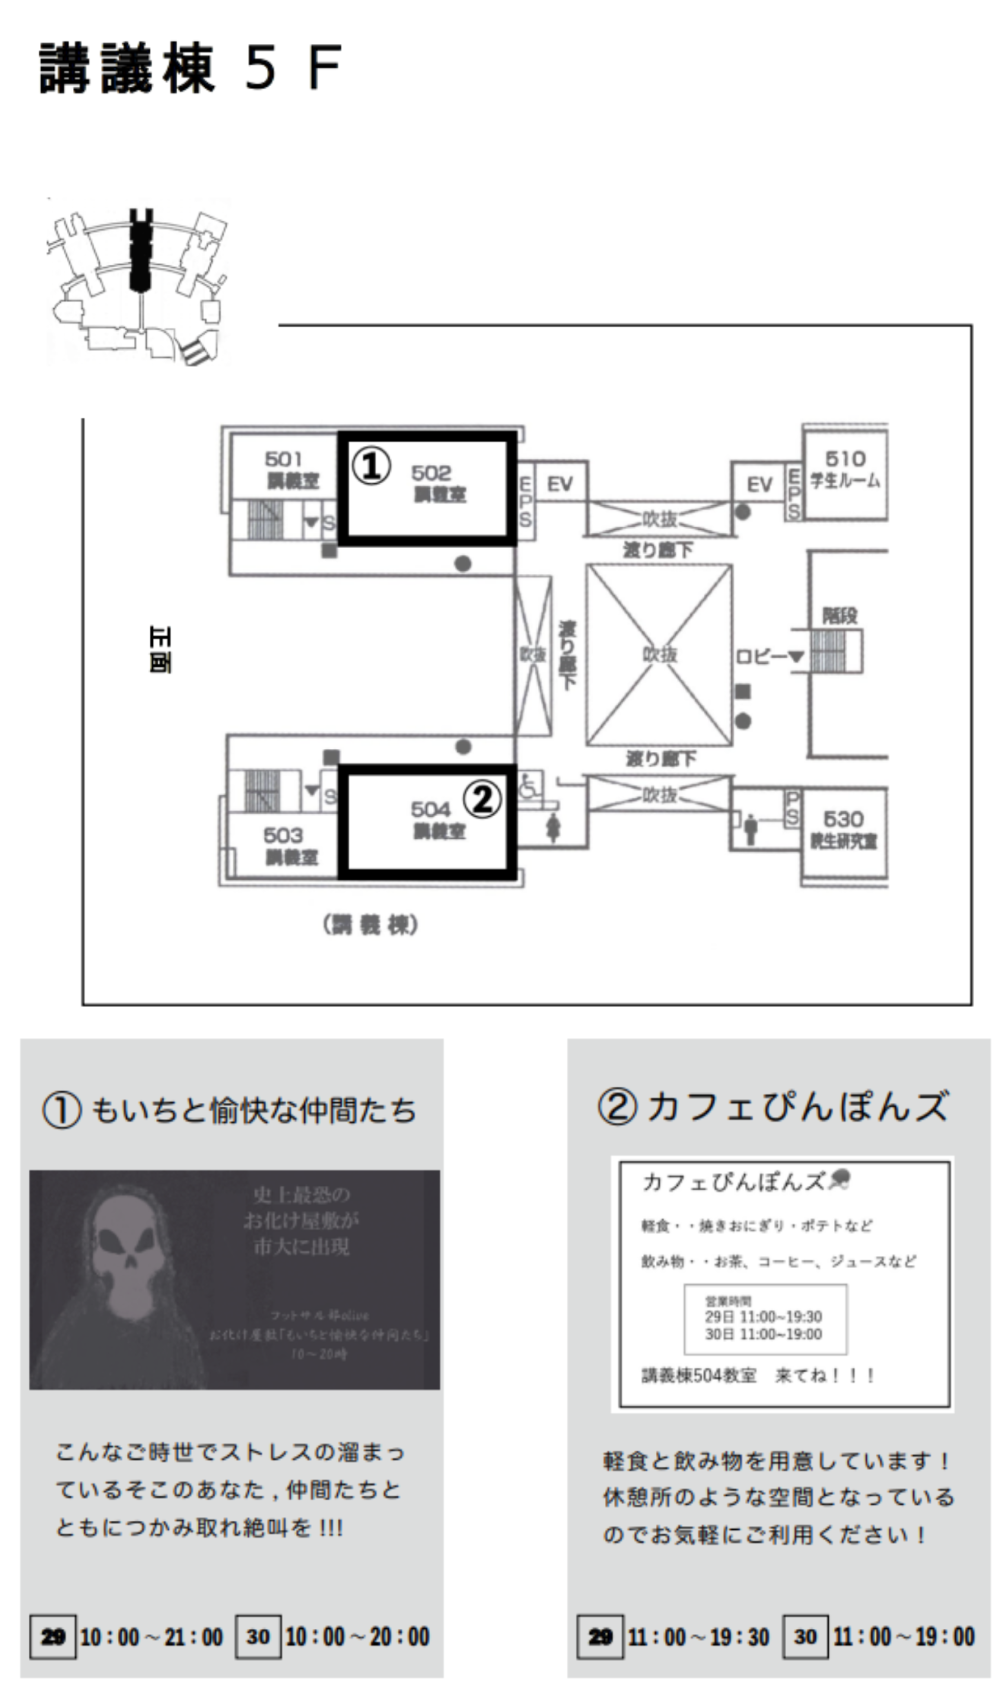 講議棟５Ｆ
501
講義室
①
502
講義室
EPS
EV
EV
EPS
510
学生ルーム
S
吹抜
渡り廊下
正面
吹抜
渡り廊下
吹抜
階段
ロビー
渡り廊下
S
503
講義室
504
講義室
②
吹抜
PS
530
院生研究室
（講義棟）
①もいちと愉快な仲間たち
史上最恐の
お化け屋敷が
市大に出現
フットサル部olive
お化け屋敷「もいちと愉快な仲间たち」
10～20時
こんなご時世でストレスの溜まっ
ているそこのあなた , 仲間たちと
ともにつかみ取れ絶叫を !!!
29 10：00～21：00 30 10：00～20：00
②カフェぴんぽんズ
カフェぴんぽんズ
軽食・・焼きおにぎり・ポテトなど
飲み物・・お茶、コーヒー、ジュースなど
営業時間
29日 11:00~19:30
30日 11:00~19:00
講義棟504教室　来てね！！！
軽食と飲み物を用意しています！
休憩所のような空間となっている
のでお気軽にご利用ください！
29 11：00～19：30 30 11：00～19：00